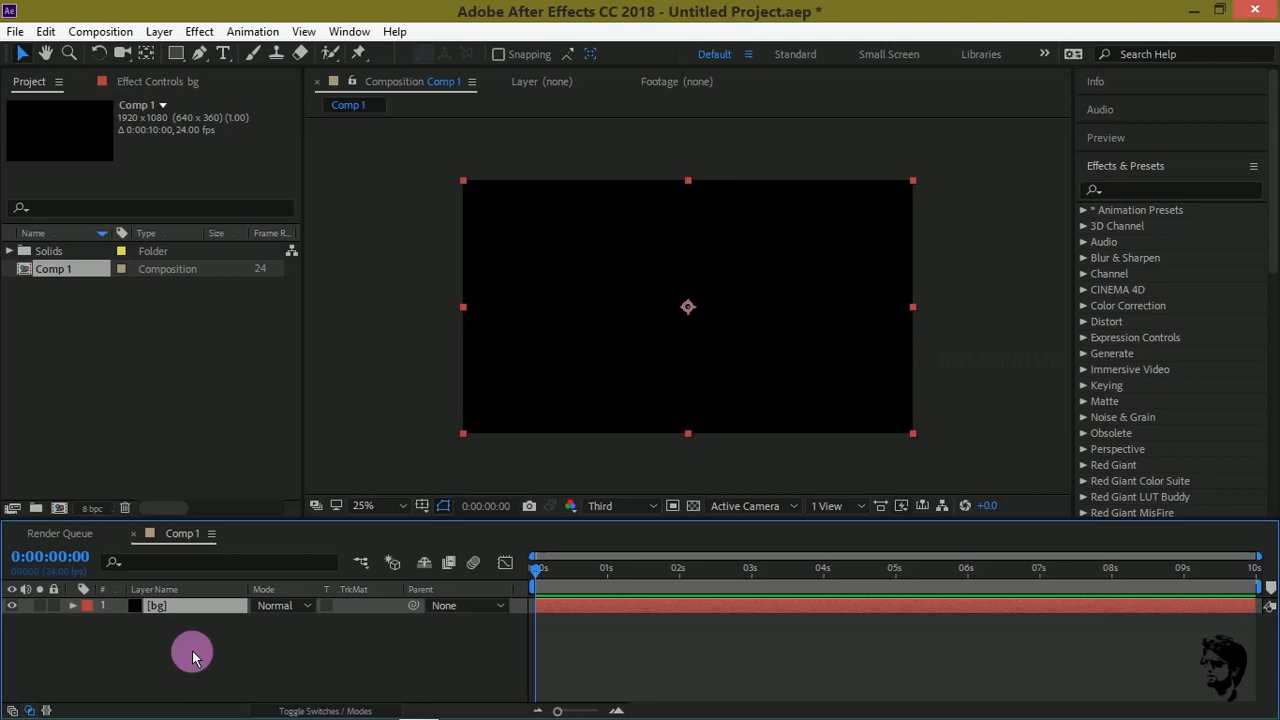 Adobe After Effects CC 2018 - Untitled Project.aep *
File Edit Composition Layer Effect Animation View Window Help
Snapping Default Standard Small Screen Libraries Search Help
Project Effect Controls bg
Comp 1
1920 x1080 (640 x 360) (1.00)
Δ 0:00:10:00, 24.00 fps
Name Type Size Frame R...
Solids Folder
Comp 1 Composition 24
8 bpc
Composition Comp 1 Layer (none) Footage (none)
Comp 1
25% 0:00:00:00 Third Active Camera 1 View +0.0
Info
Audio
Preview
Effects & Presets
* Animation Presets
3D Channel
Audio
Blur & Sharpen
Channel
CINEMA 4D
Color Correction
Distort
Expression Controls
Generate
Immersive Video
Keying
Matte
Noise & Grain
Obsolete
Perspective
Red Giant
Red Giant Color Suite
Red Giant LUT Buddy
Red Giant MisFire
Render Queue Comp 1
0:00:00:00
00000 (24.00 fps)
# Layer Name Mode T TrkMat Parent
1 [bg] Normal None
01s 02s 03s 04s 05s 06s 07s 08s 09s 10s
Toggle Switches / Modes